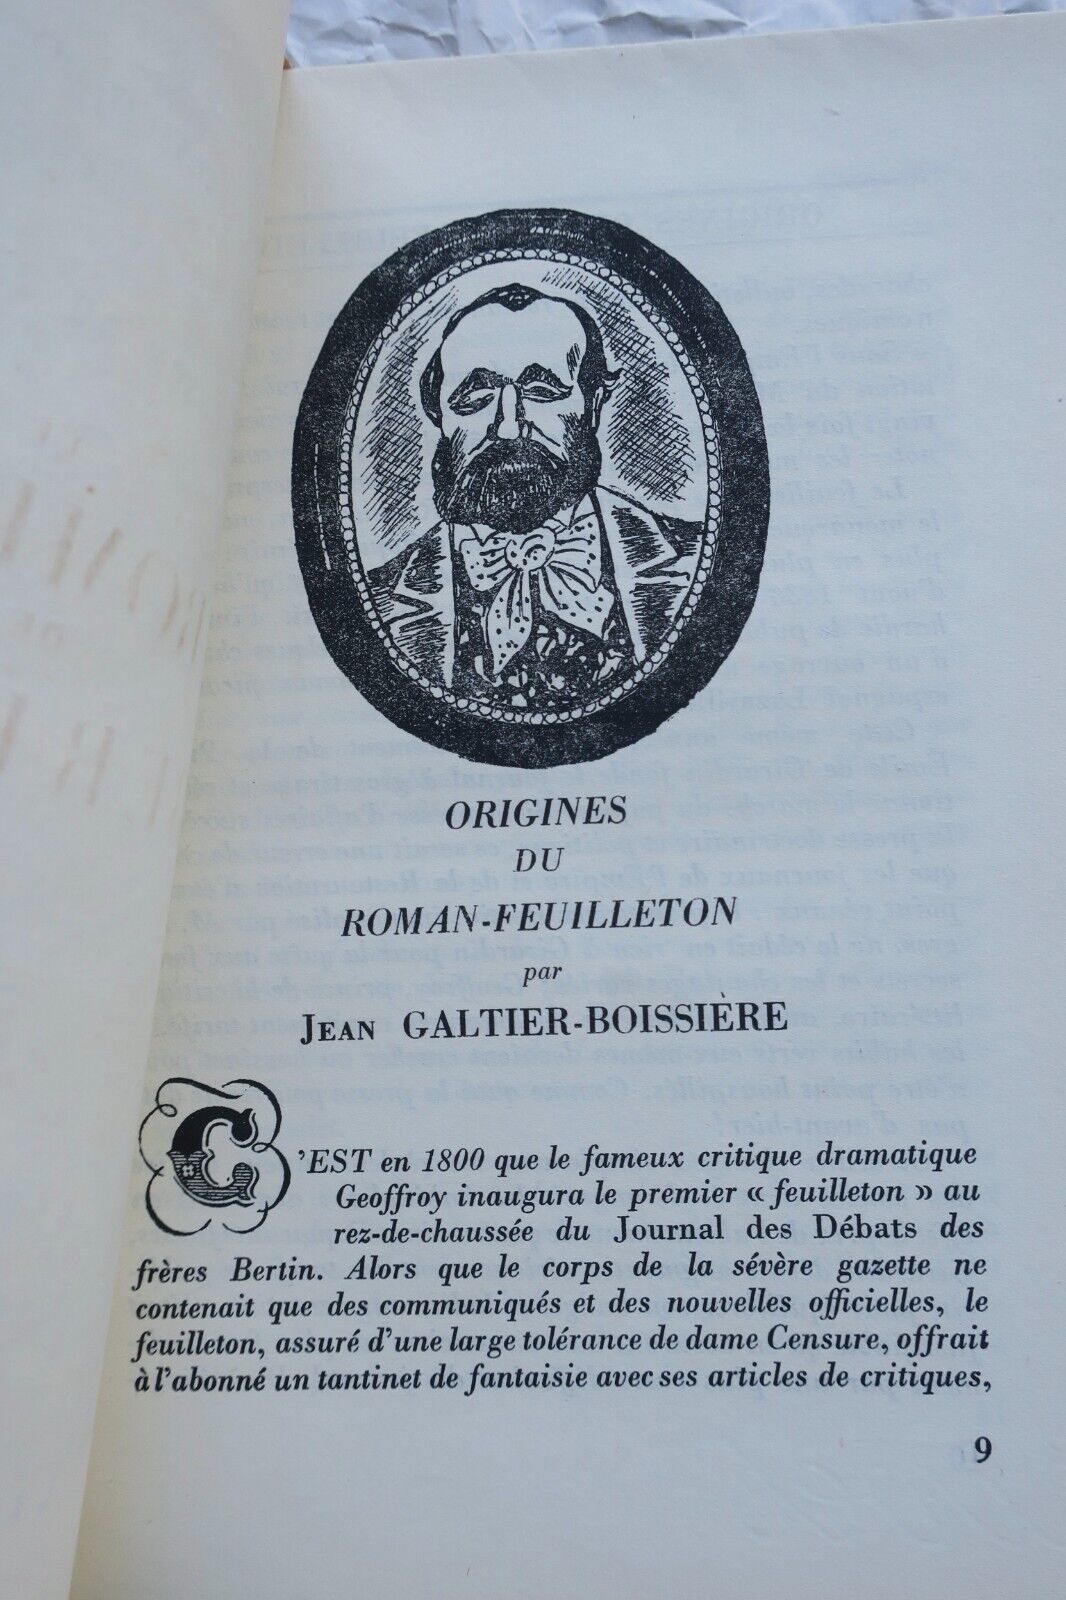 ORIGINES
DU
ROMAN-FEUILLETON
par
JEAN GALTIER-BOISSIÈRE
C'EST en 1800 que le fameux critique dramatique
Geoffroy inaugura le premier « feuilleton » au
rez-de-chaussée du Journal des Débats des
frères Bertin. Alors que le corps de la sévère gazette ne
contenait que des communiqués et des nouvelles officielles, le
feuilleton, assuré d'une large tolérance de dame Censure, offrait
à l'abonné un tantinet de fantaisie avec ses articles de critiques,
9